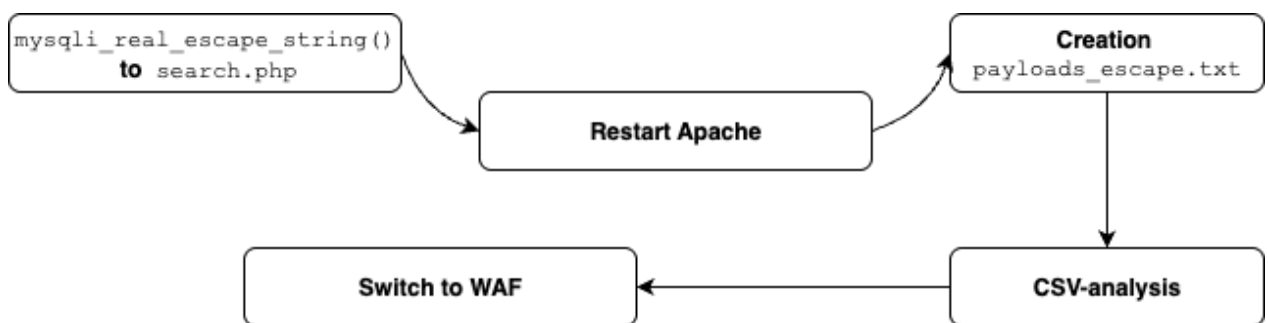 mysqli_real_escape_string()
to search.php
Restart Apache
Creation
payloads_escape.txt
Switch to WAF
CSV-analysis